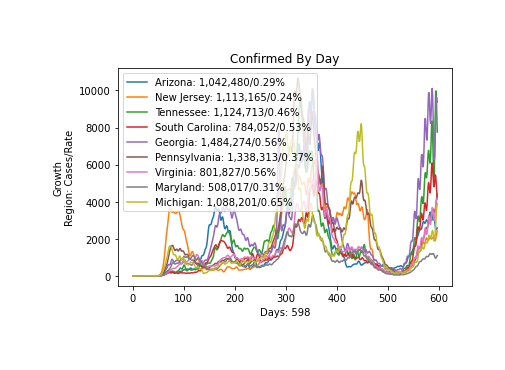 Confirmed By Day
Growth
Region: Cases/Rate
10000
8000
6000
4000
2000
0
Arizona: 1,042,480/0.29%
New Jersey: 1,113,165/0.24%
Tennessee: 1,124,713/0.46%
South Carolina: 784,052/0.53%
Georgia: 1,484,274/0.56%
Pennsylvania: 1,338,313/0.37%
Virginia: 801,827/0.56%
Maryland: 508,017/0.31%
Michigan: 1,088,201/0.65%
0 100 200 300 400 500 600
Days: 598